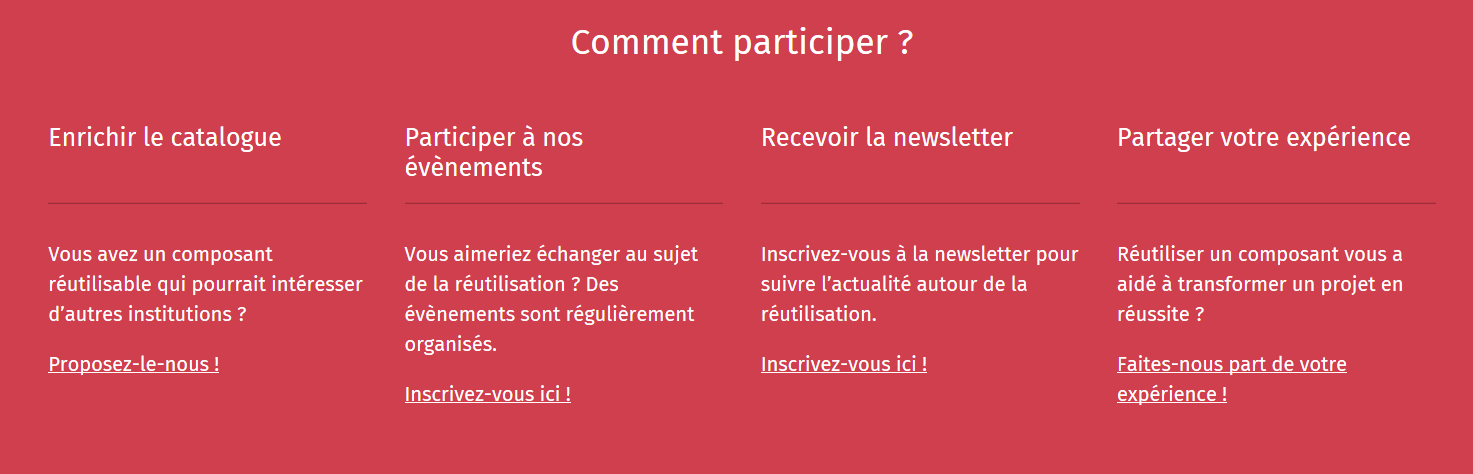 Comment participer ?
Enrichir le catalogue
Vous avez un composant
réutilisable qui pourrait intéresser
d’autres institutions ?
Proposez-le-nous !
Participer à nos
évènements
Vous aimeriez échanger au sujet
de la réutilisation ? Des
évènements sont régulièrement
organisés.
Inscrivez-vous ici !
Recevoir la newsletter
Inscrivez-vous à la newsletter pour
suivre l’actualité autour de la
réutilisation.
Inscrivez-vous ici !
Partager votre expérience
Réutiliser un composant vous a
aidé à transformer un projet en
réussite ?
Faites-nous part de votre
expérience !